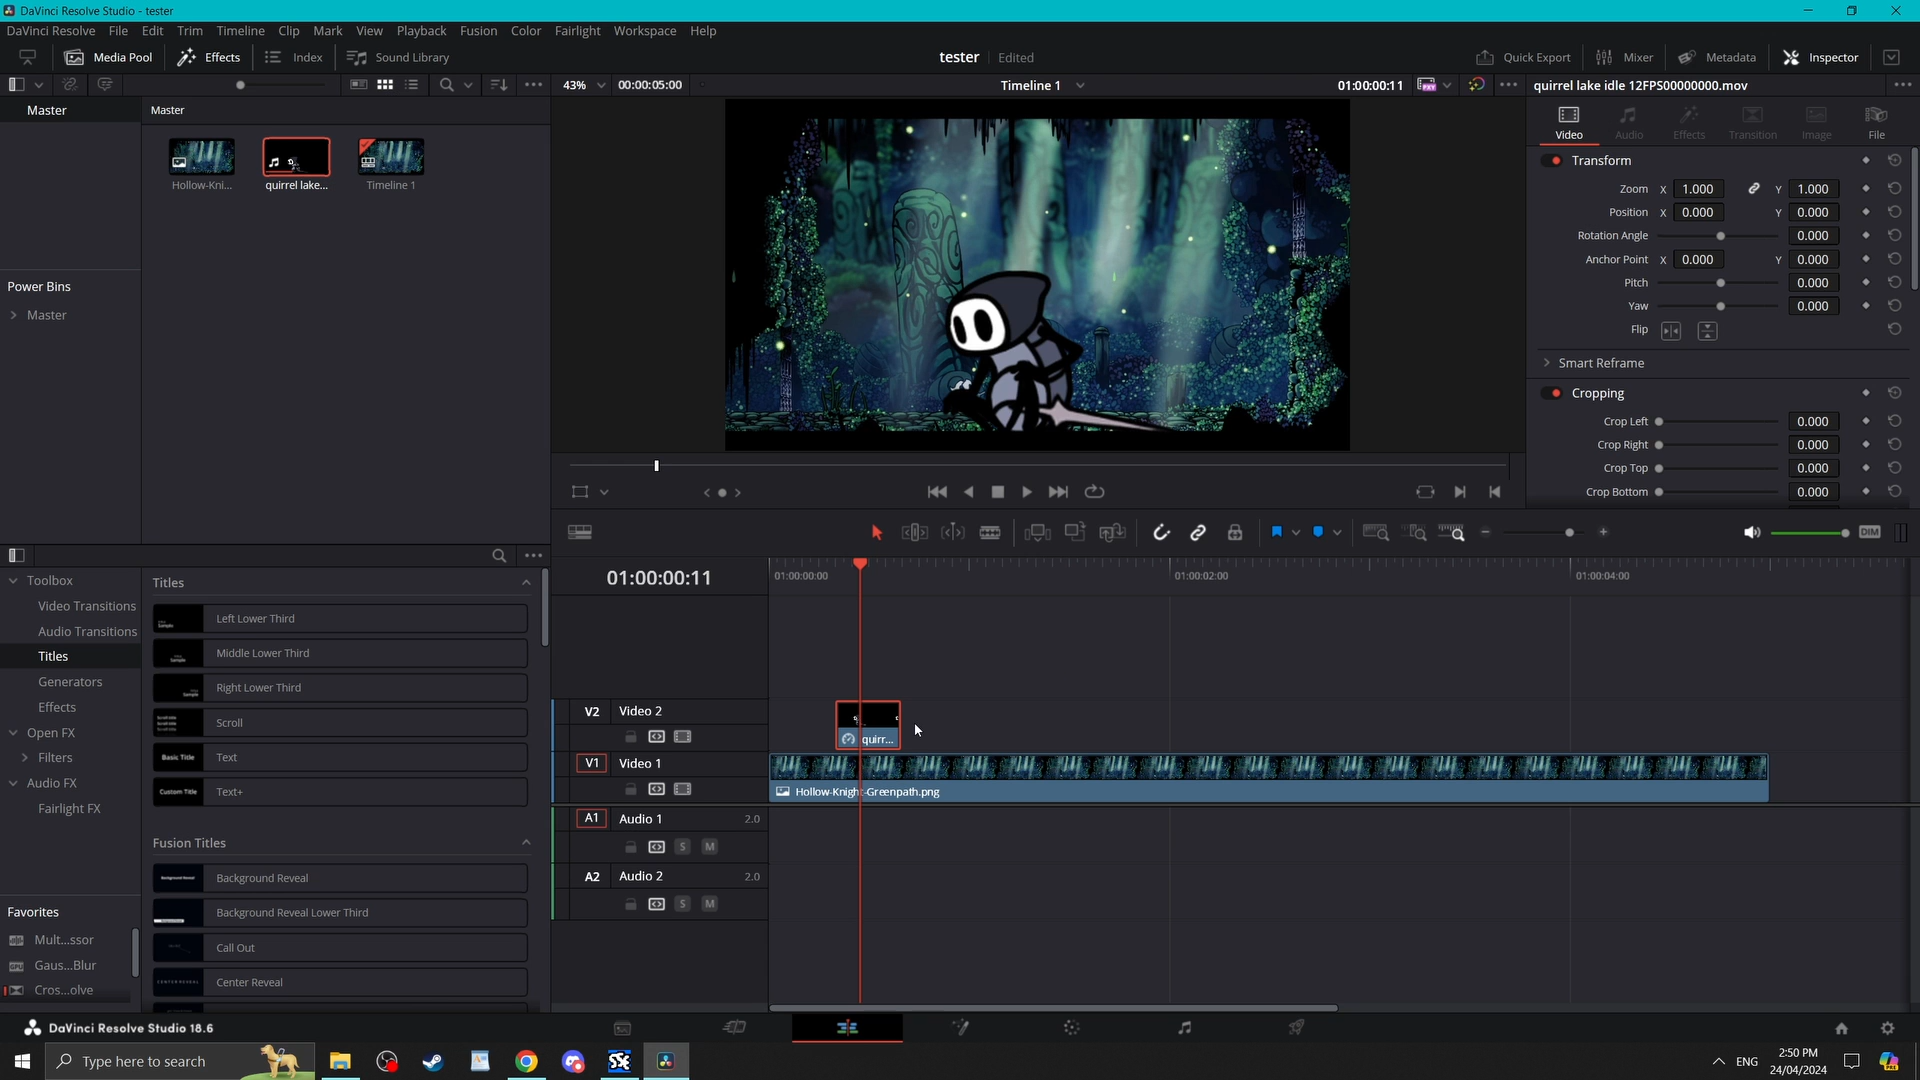 DaVinci Resolve Studio - tester
DaVinci Resolve File Edit Trim Timeline Clip Mark View Playback Fusion Color Fairlight Workspace Help
Media Pool Effects Index Sound Library tester Edited Quick Export Mixer Metadata Inspector
43% 00:00:05:00 Timeline 1 01:00:00:11 quirrel lake idle 12FPS00000000.mov
Master Master
Hollow-Kni... quirrel lake... Timeline 1
Power Bins
Master
Video Audio Effects Transition Image File
Transform
Zoom X 1.000 Y 1.000
Position X 0.000 Y 0.000
Rotation Angle 0.000
Anchor Point X 0.000 Y 0.000
Pitch 0.000
Yaw 0.000
Flip
Smart Reframe
Cropping
Crop Left 0.000
Crop Right 0.000
Crop Top 0.000
Crop Bottom 0.000
DIM
Toolbox
Video Transitions
Audio Transitions
Titles
Generators
Effects
Open FX
Filters
Audio FX
Fairlight FX
Favorites
Mult...ssor
Gaus...Blur
Cros...olve
Titles
Left Lower Third
Middle Lower Third
Right Lower Third
Scroll
Basic Title Text
Custom Title Text+
Fusion Titles
Background Reveal
Background Reveal Lower Third
Call Out
Center Reveal
01:00:00:11 01:00:00:00 01:00:02:00 01:00:04:00
V2 Video 2
quirr...
V1 Video 1
Hollow-Knight-Greenpath.png
A1 Audio 1 2.0
S M
A2 Audio 2 2.0
S M
DaVinci Resolve Studio 18.6
Type here to search
ENG
2:50 PM
24/04/2024